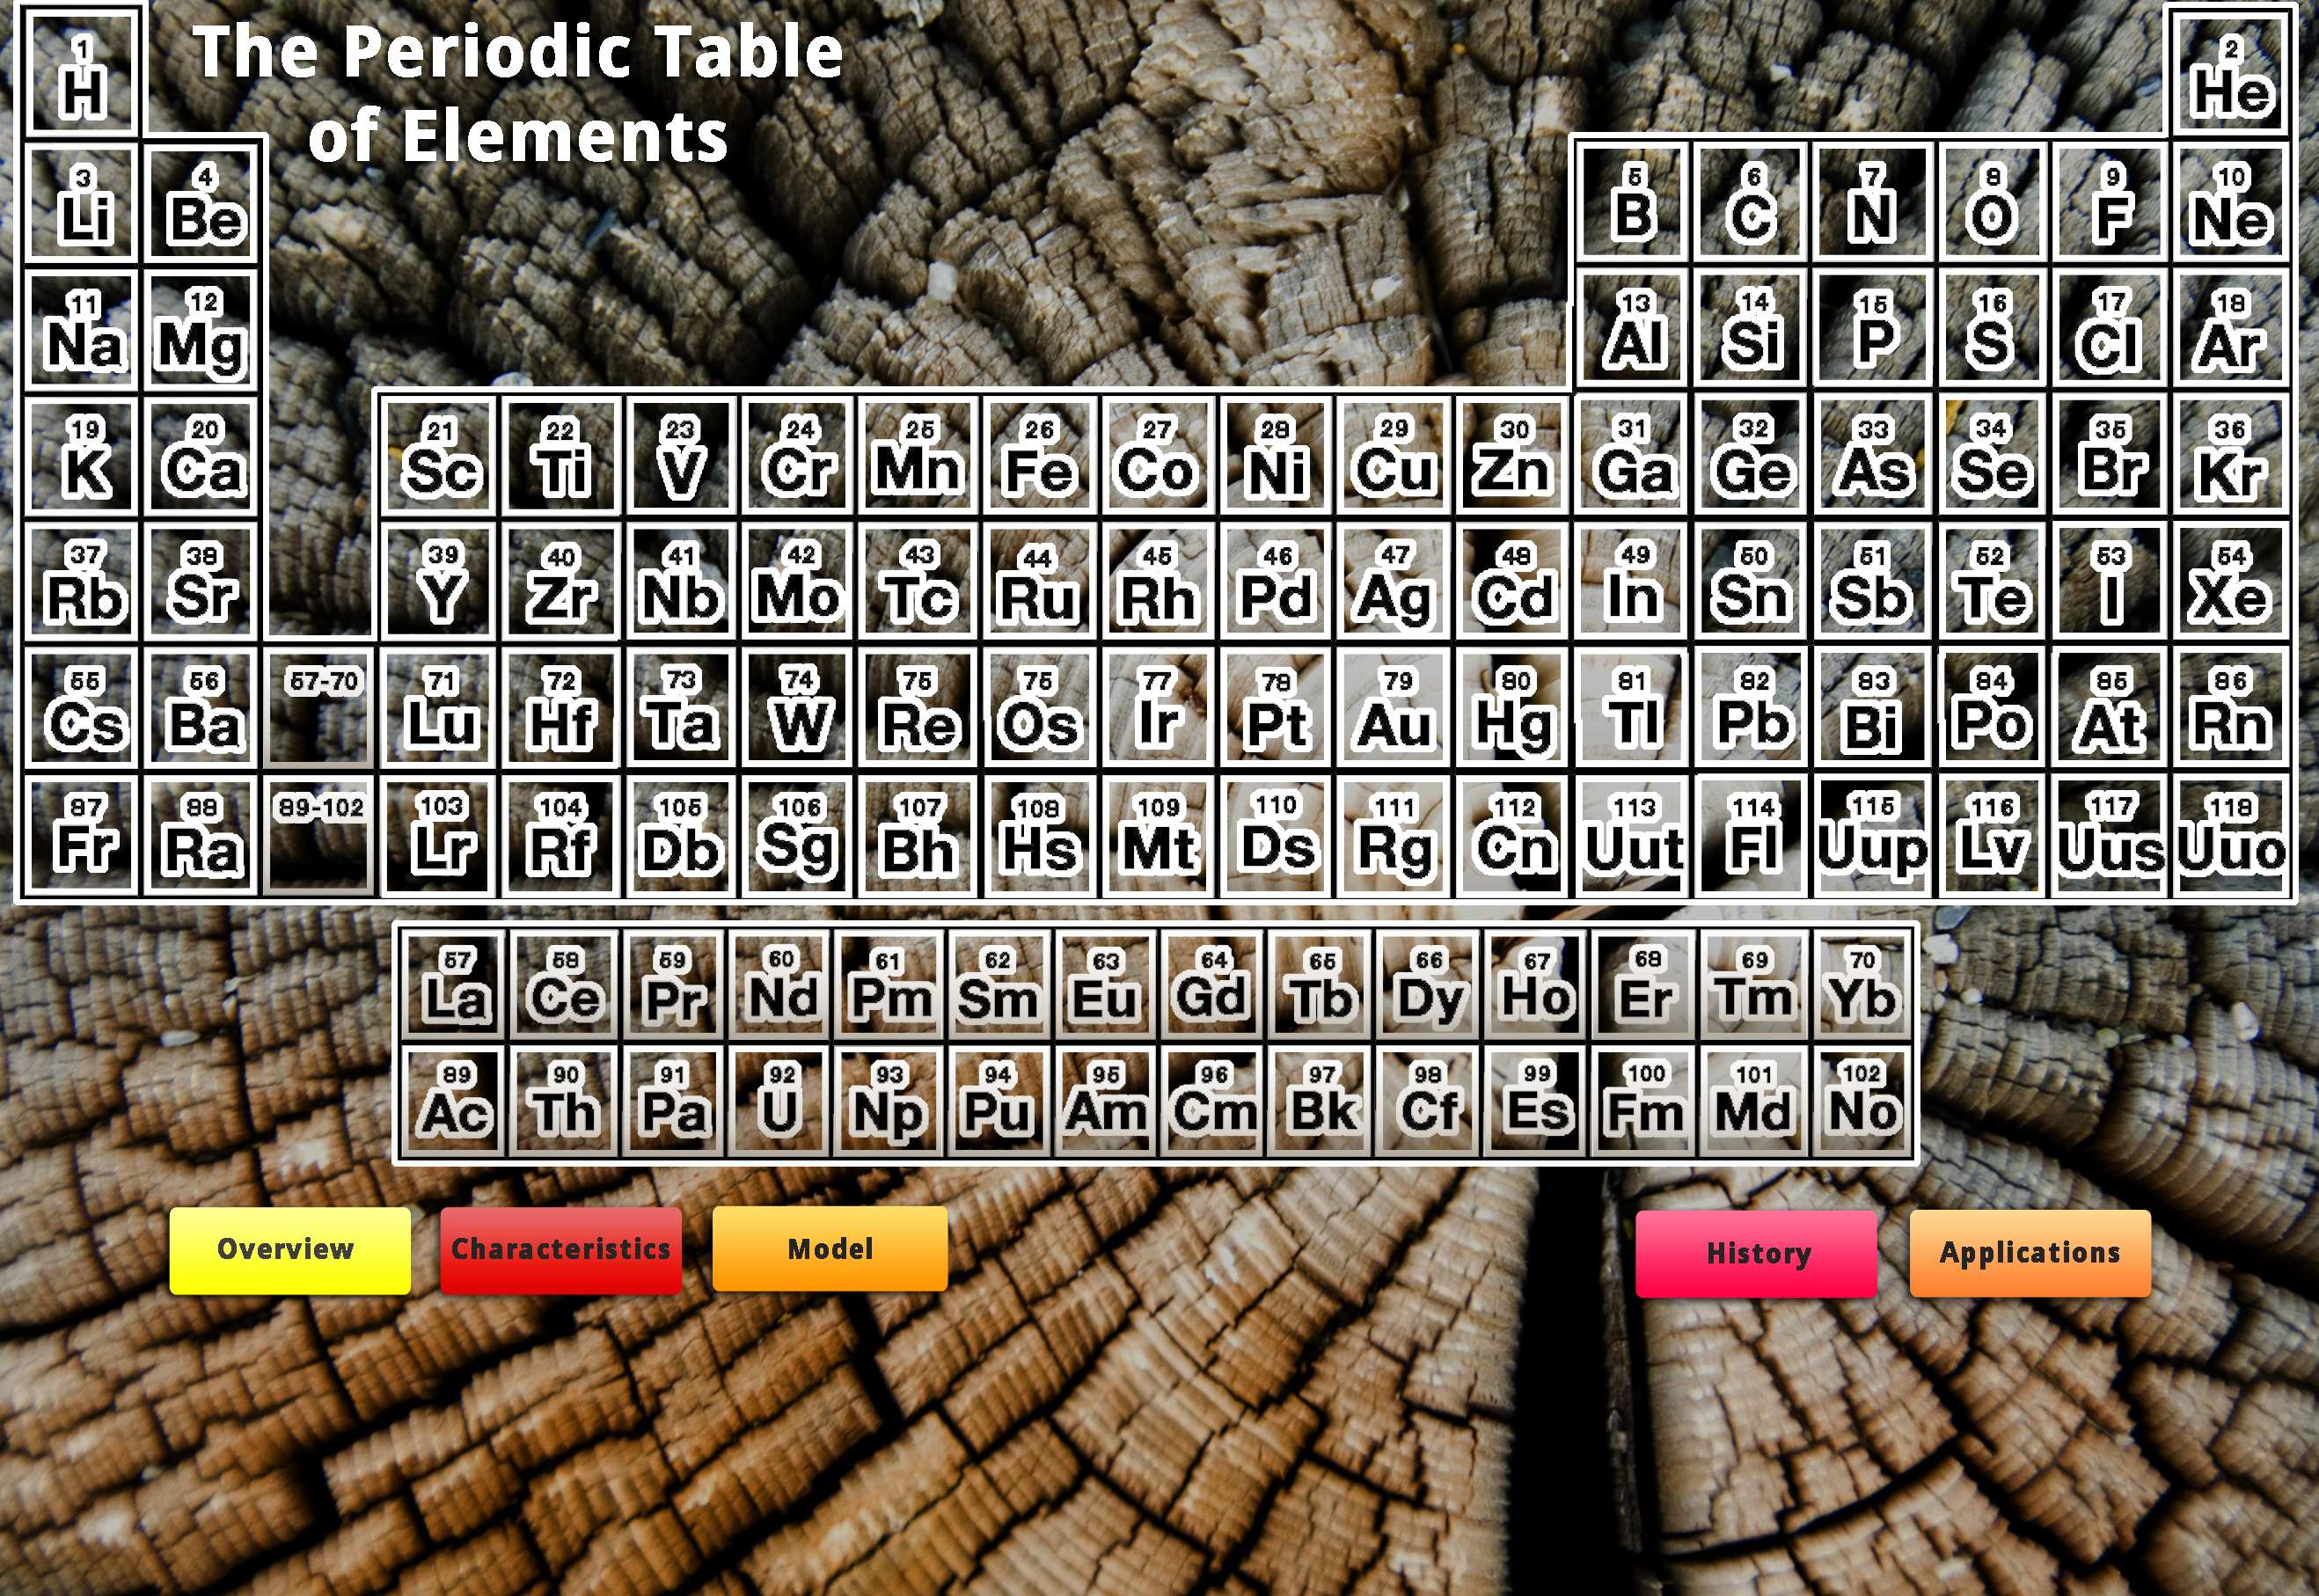 The Periodic Table
of Elements
1 2
H He
3 4 5 6 7 8 9 10
Li Be B C N O F Ne
11 12 13 14 15 16 17 18
Na Mg Al Si P S Cl Ar
19 20 21 22 23 24 25 26 27 28 29 30 31 32 33 34 35 36
K Ca Sc Ti V Cr Mn Fe Co Ni Cu Zn Ga Ge As Se Br Kr
37 38 39 40 41 42 43 44 45 46 47 48 49 50 51 52 53 54
Rb Sr Y Zr Nb Mo Tc Ru Rh Pd Ag Cd In Sn Sb Te I Xe
55 56 57-70 71 72 73 74 75 75 77 78 79 80 81 82 83 84 85 86
Cs Ba Lu Hf Ta W Re Os Ir Pt Au Hg Tl Pb Bi Po At Rn
87 88 89-102 103 104 105 106 107 108 109 110 111 112 113 114 115 116 117 118
Fr Ra Lr Rf Db Sg Bh Hs Mt Ds Rg Cn Uut Fl Uup Lv Uus Uuo
57 58 59 60 61 62 63 64 65 66 67 68 69 70
La Ce Pr Nd Pm Sm Eu Gd Tb Dy Ho Er Tm Yb
89 90 91 92 93 94 95 96 97 98 99 100 101 102
Ac Th Pa U Np Pu Am Cm Bk Cf Es Fm Md No
Overview Characteristics Model History Applications